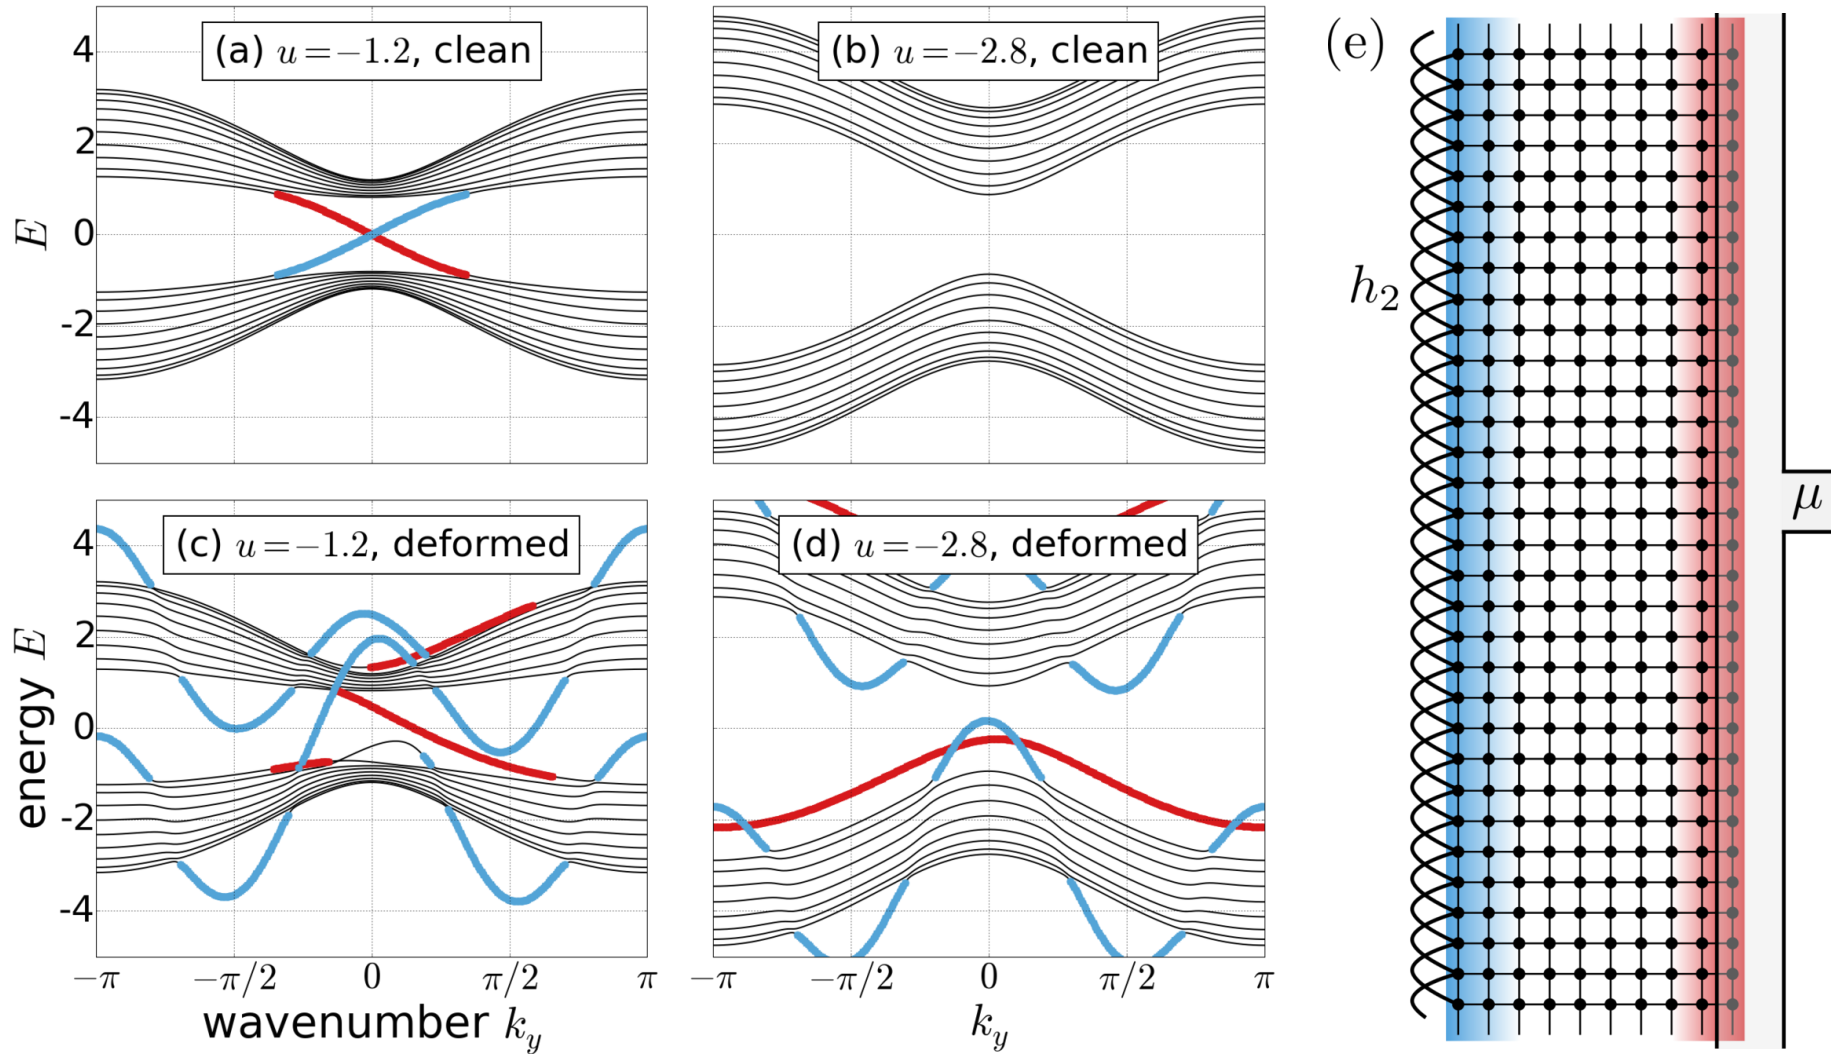 (a) u=−1.2, clean
4
2
0
-2
-4
E
(b) u=−2.8, clean
(c) u=−1.2, deformed
4
2
0
-2
-4
energy E
−π
−π/2
0
π/2
π
wavenumber k_y
(d) u=−2.8, deformed
−π
−π/2
0
π/2
π
k_y
(e)
h₂
μ